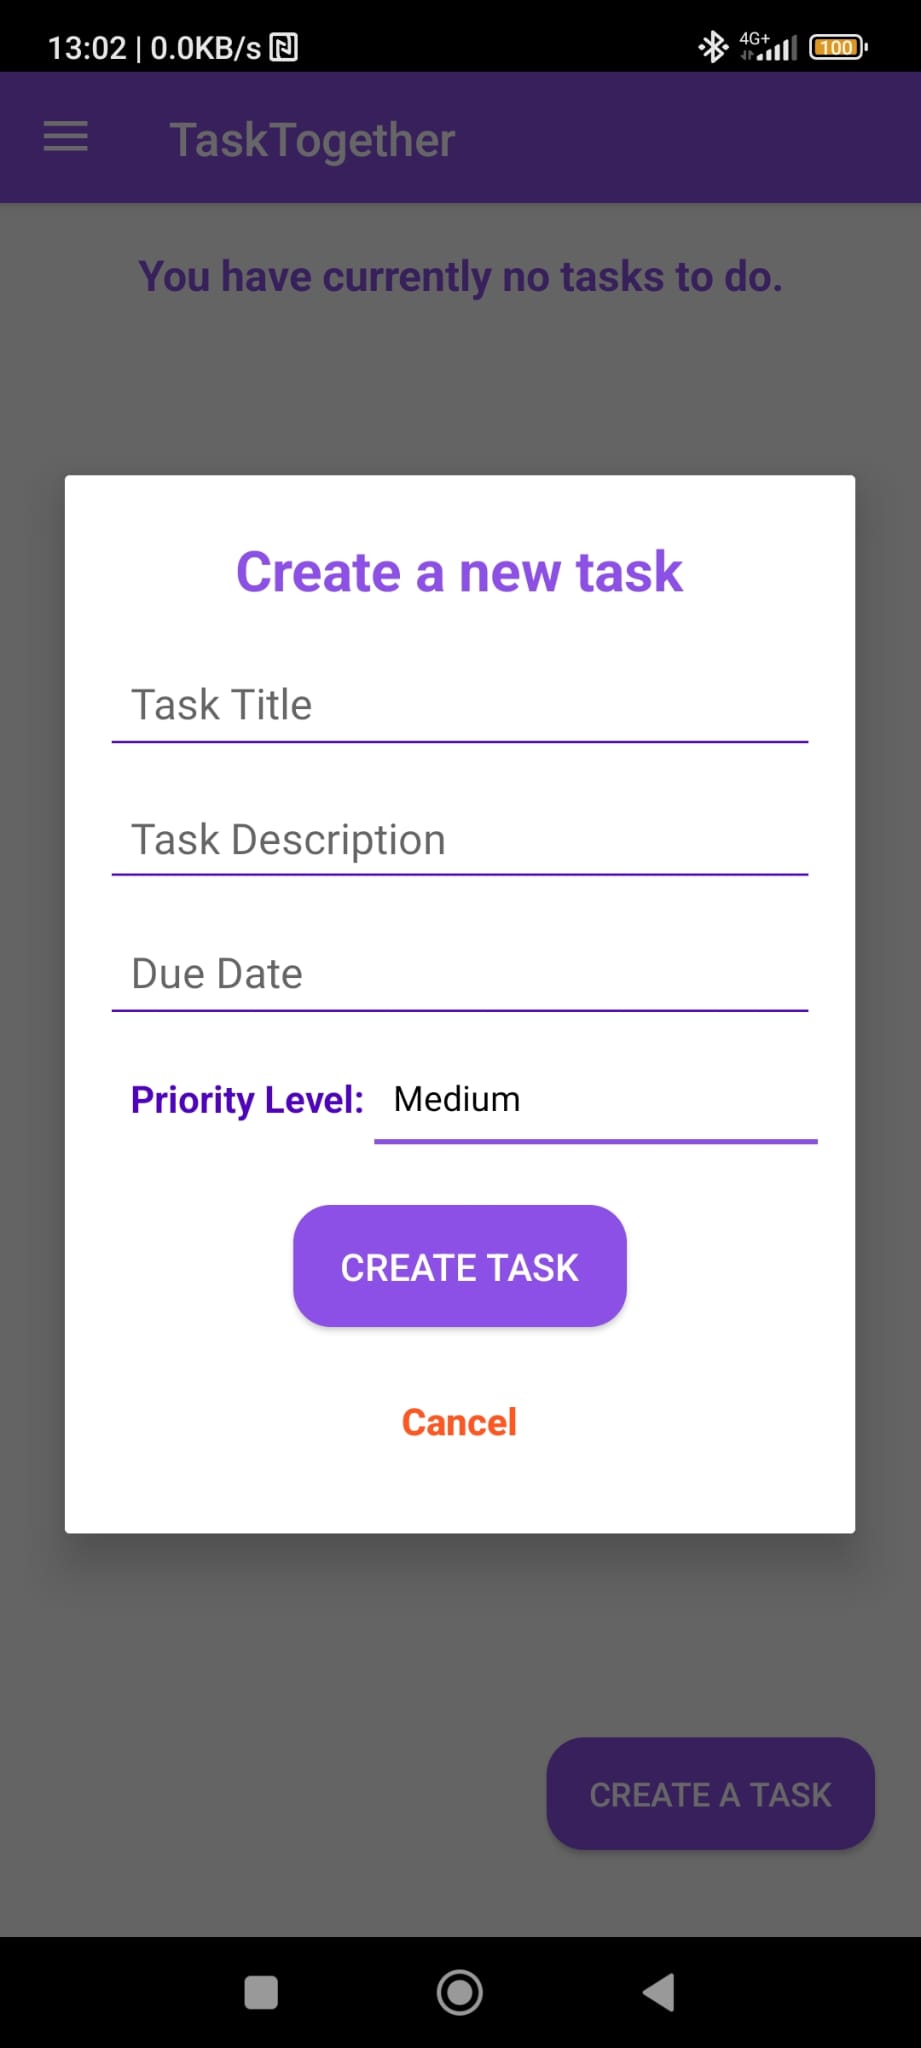 13:02 | 0.0KB/s
4G+
100
TaskTogether
You have currently no tasks to do.
Create a new task
Task Title
Task Description
Due Date
Priority Level: Medium
CREATE TASK
Cancel
CREATE A TASK